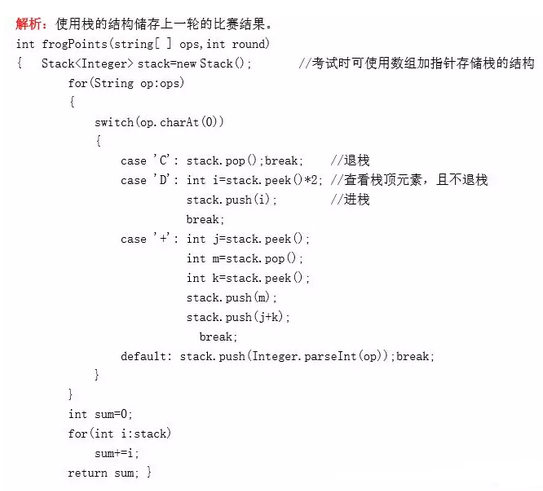 解析：使用栈的结构储存上一轮的比赛结果。
int frogPoints(string[ ] ops,int round)
{   Stack<Integer> stack=new Stack();       //考试时可使用数组加指针存储栈的结构
        for(String op:ops)
        {
            switch(op.charAt(0))
            {
                case 'C': stack.pop();break;    //退栈
                case 'D': int i=stack.peek()*2; //查看栈顶元素，且不退栈
                          stack.push(i);        //进栈
                          break;
                case '+': int j=stack.peek();
                          int m=stack.pop();
                          int k=stack.peek();
                          stack.push(m);
                          stack.push(j+k);
                            break;
                default: stack.push(Integer.parseInt(op));break;
            }
        }
        int sum=0;
        for(int i:stack)
            sum+=i;
        return sum; }